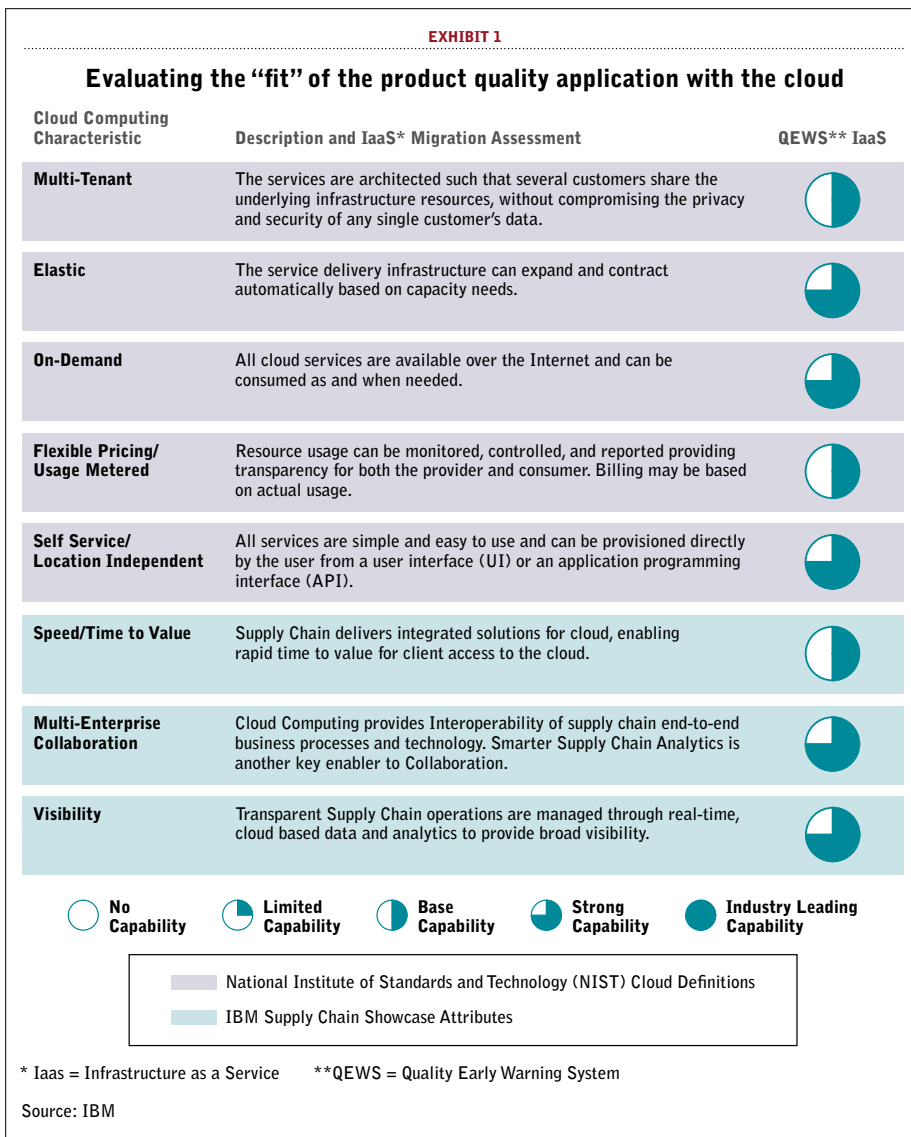 EXHIBIT 1
Evaluating the “fit” of the product quality application with the cloud
Cloud Computing
Characteristic
Description and IaaS* Migration Assessment
QEWS** IaaS
Multi-Tenant
The services are architected such that several customers share the
underlying infrastructure resources, without compromising the privacy
and security of any single customer’s data.
Elastic
The service delivery infrastructure can expand and contract
automatically based on capacity needs.
On-Demand
All cloud services are available over the Internet and can be
consumed as and when needed.
Flexible Pricing/
Usage Metered
Resource usage can be monitored, controlled, and reported providing
transparency for both the provider and consumer. Billing may be based
on actual usage.
Self Service/
Location Independent
All services are simple and easy to use and can be provisioned directly
by the user from a user interface (UI) or an application programming
interface (API).
Speed/Time to Value
Supply Chain delivers integrated solutions for cloud, enabling
rapid time to value for client access to the cloud.
Multi-Enterprise
Collaboration
Cloud Computing provides Interoperability of supply chain end-to-end
business processes and technology. Smarter Supply Chain Analytics is
another key enabler to Collaboration.
Visibility
Transparent Supply Chain operations are managed through real-time,
cloud based data and analytics to provide broad visibility.
No
Capability
Limited
Capability
Base
Capability
Strong
Capability
Industry Leading
Capability
National Institute of Standards and Technology (NIST) Cloud Definitions
IBM Supply Chain Showcase Attributes
* Iaas = Infrastructure as a Service **QEWS = Quality Early Warning System
Source: IBM